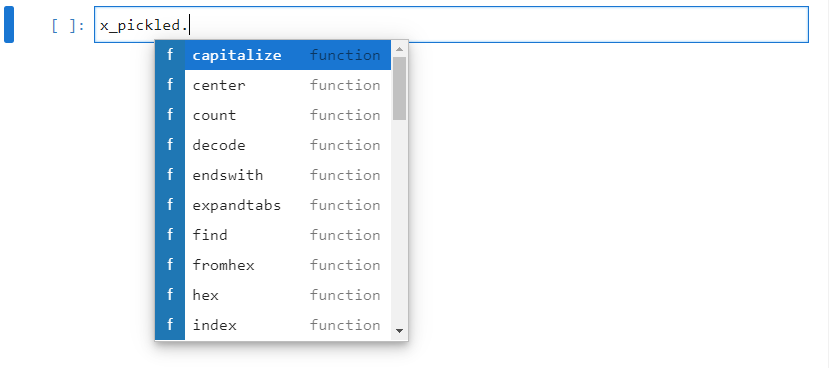 [ ]: x_pickled.
f capitalize function
f center function
f count function
f decode function
f endswith function
f expandtabs function
f find function
f fromhex function
f hex function
f index function